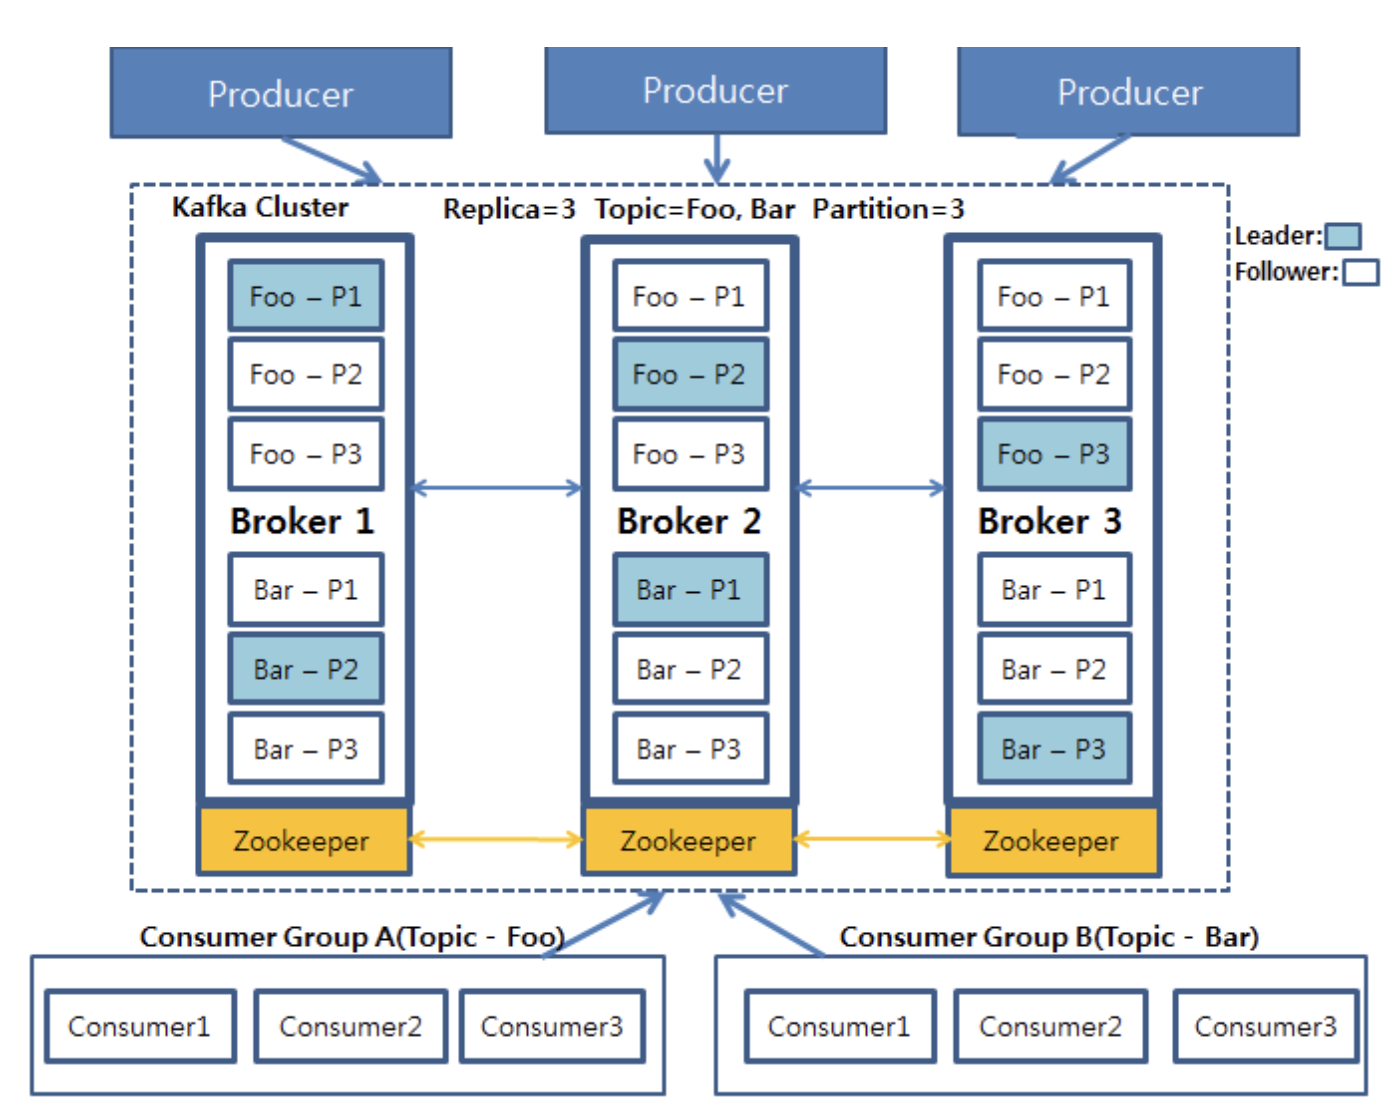 Producer
Producer
Producer
Kafka Cluster
Replica=3 Topic=Foo, Bar Partition=3
Leader:
Follower:
Foo – P1
Foo – P2
Foo – P3
Broker 1
Bar – P1
Bar – P2
Bar – P3
Zookeeper
Foo – P1
Foo – P2
Foo – P3
Broker 2
Bar – P1
Bar – P2
Bar – P3
Zookeeper
Foo – P1
Foo – P2
Foo – P3
Broker 3
Bar – P1
Bar – P2
Bar – P3
Zookeeper
Consumer Group A(Topic - Foo)
Consumer1
Consumer2
Consumer3
Consumer Group B(Topic - Bar)
Consumer1
Consumer2
Consumer3